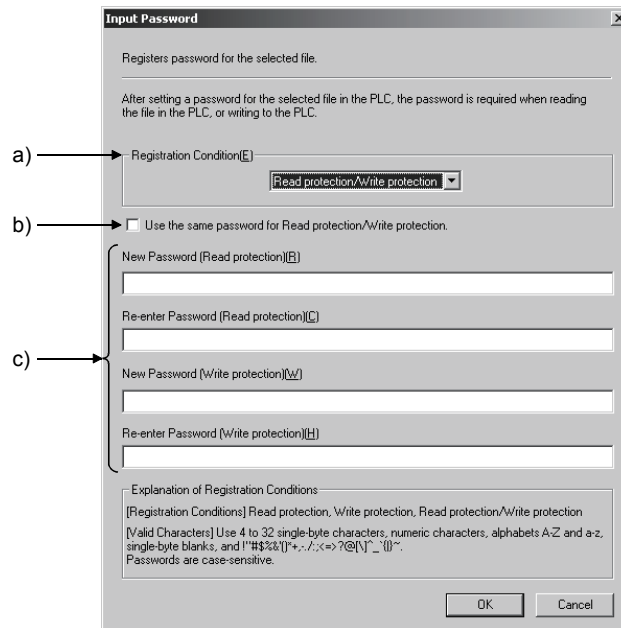 Input Password
Registers password for the selected file.
After setting a password for the selected file in the PLC, the password is required when reading
the file in the PLC, or writing to the PLC.
a)
Registration Condition(E)
Read protection/Write protection
b)
Use the same password for Read protection/Write protection.
New Password (Read protection)(R)
Re-enter Password (Read protection)(C)
c)
New Password (Write protection)(W)
Re-enter Password (Write protection)(H)
Explanation of Registration Conditions
[Registration Conditions] Read protection, Write protection, Read protection/Write protection
[Valid Characters] Use 4 to 32 single-byte characters, numeric characters, alphabets A-Z and a-z,
single-byte blanks, and !"#$%&'()*+,-./:;<=>?@[\]^_`{|}~.
Passwords are case-sensitive.
OK
Cancel